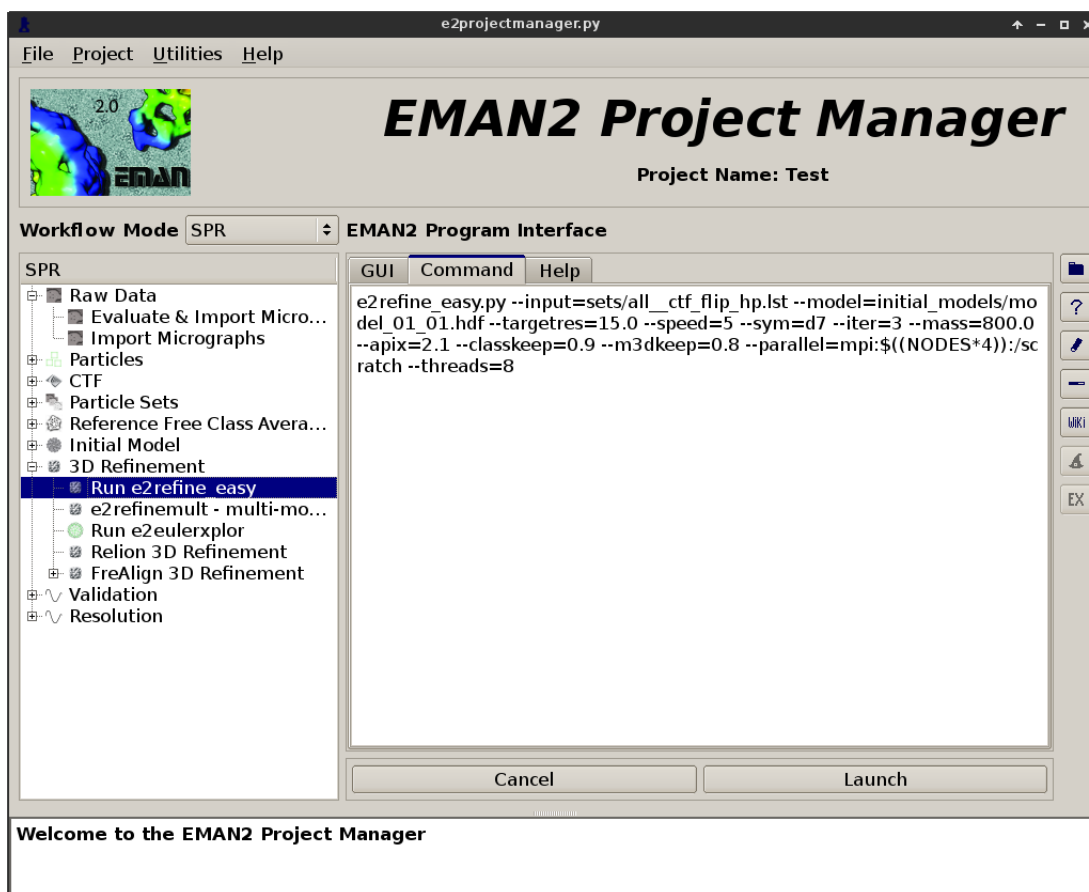 e2projectmanager.py
File Project Utilities Help
2.0
EMAN
EMAN2 Project Manager
Project Name: Test
Workflow Mode SPR
EMAN2 Program Interface
SPR
Raw Data
Evaluate & Import Micro...
Import Micrographs
Particles
CTF
Particle Sets
Reference Free Class Avera...
Initial Model
3D Refinement
Run e2refine_easy
e2refinemult - multi-mo...
Run e2eulerxplor
Relion 3D Refinement
FreAlign 3D Refinement
Validation
Resolution
GUI Command Help
e2refine_easy.py --input=sets/all__ctf_flip_hp.lst --model=initial_models/mo
del_01_01.hdf --targetres=15.0 --speed=5 --sym=d7 --iter=3 --mass=800.0
--apix=2.1 --classkeep=0.9 --m3dkeep=0.8 --parallel=mpi:$((NODES*4)):/sc
ratch --threads=8
?
WiKi
EX
Cancel Launch
Welcome to the EMAN2 Project Manager